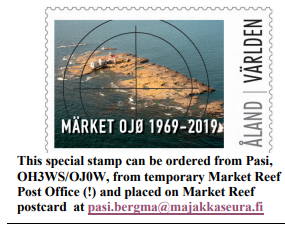 MÄRKET OJØ 1969-2019
ÅLAND | VÄRLDEN
This special stamp can be ordered from Pasi,
OH3WS/OJ0W, from temporary Market Reef
Post Office (!) and placed on Market Reef
postcard at pasi.bergma@majakkaseura.fi